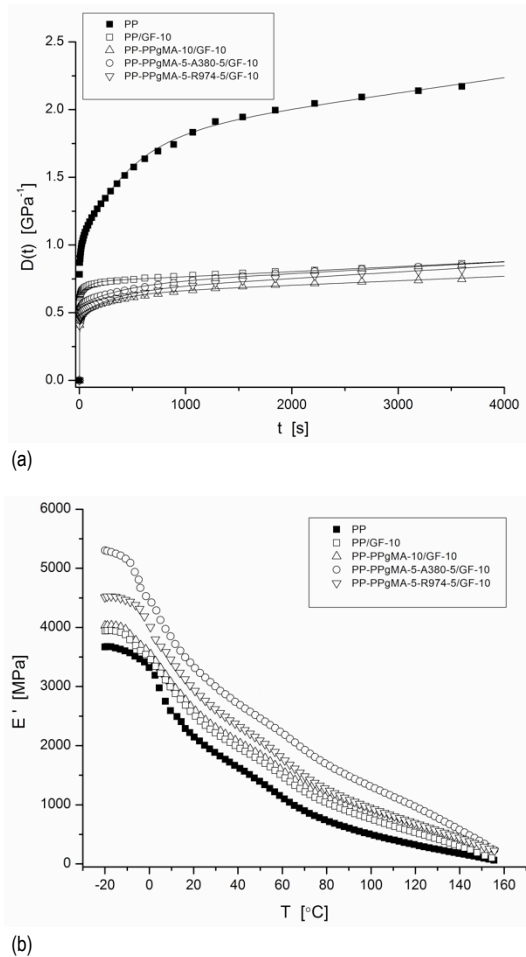 PP
PP/GF-10
PP-PPgMA-10/GF-10
PP-PPgMA-5-A380-5/GF-10
PP-PPgMA-5-R974-5/GF-10
2.5
2.0
1.5
1.0
0.5
0.0
D(t) [GPa⁻¹]
0 1000 2000 3000 4000
t [s]
(a)
6000
5000
4000
3000
2000
1000
0
E ' [MPa]
PP
PP/GF-10
PP-PPgMA-10/GF-10
PP-PPgMA-5-A380-5/GF-10
PP-PPgMA-5-R974-5/GF-10
-20 0 20 40 60 80 100 120 140 160
T [°C]
(b)